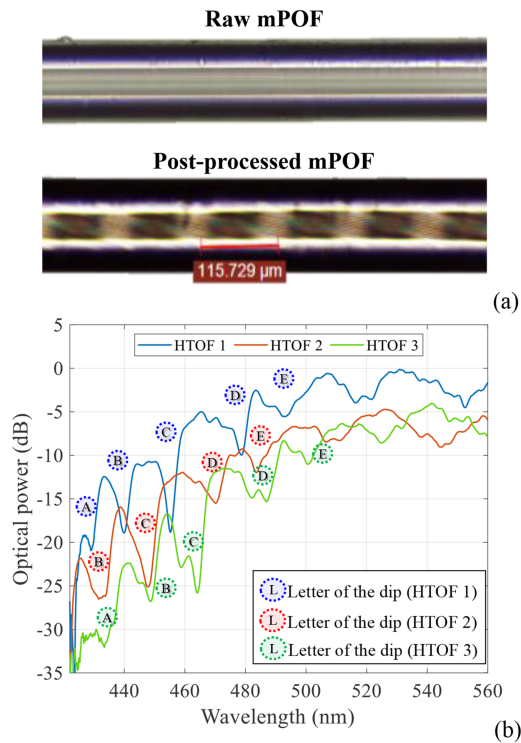 Raw mPOF
Post-processed mPOF
115.729 µm
(a)
HTOF 1 HTOF 2 HTOF 3
Optical power (dB)
5
0
-5
-10
-15
-20
-25
-30
-35
E
D
C
B
A
E
D
C
B
E
D
C
B
A
L Letter of the dip (HTOF 1)
L Letter of the dip (HTOF 2)
L Letter of the dip (HTOF 3)
440 460 480 500 520 540 560
Wavelength (nm)
(b)